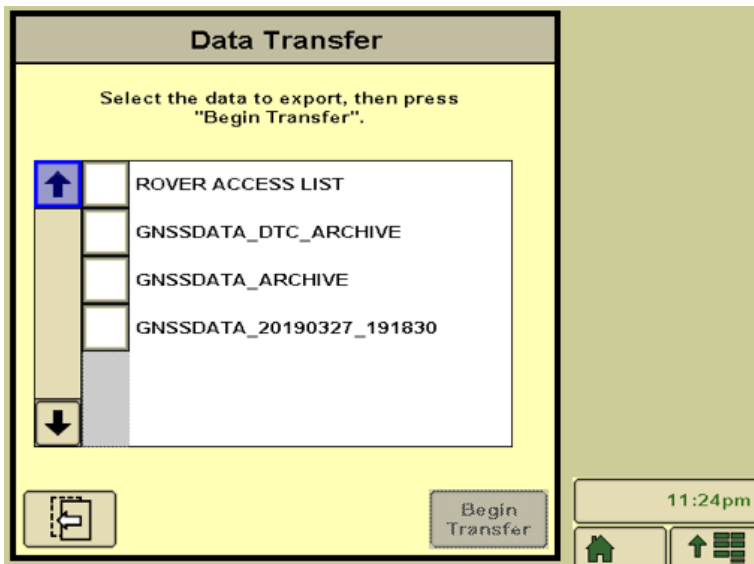 Data Transfer
Select the data to export, then press
"Begin Transfer".
ROVER ACCESS LIST
GNSSDATA_DTC_ARCHIVE
GNSSDATA_ARCHIVE
GNSSDATA_20190327_191830
Begin
Transfer
11:24pm